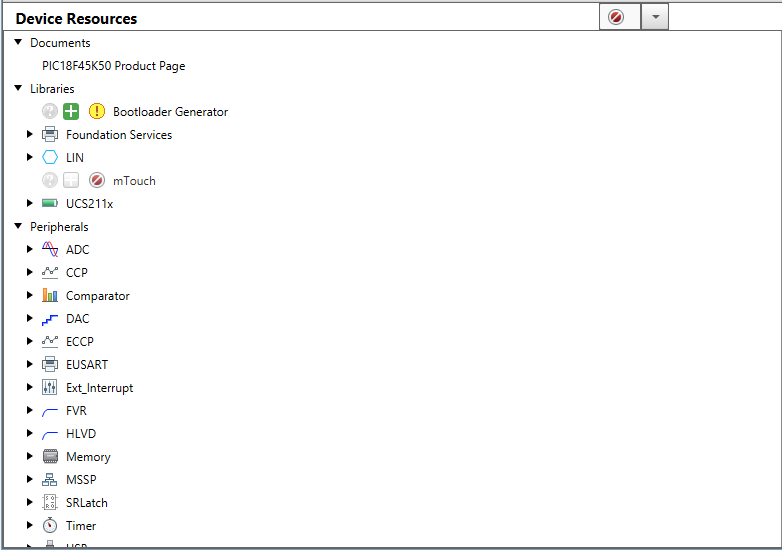 Device Resources
Documents
PIC18F45K50 Product Page
Libraries
Bootloader Generator
Foundation Services
LIN
mTouch
UCS211x
Peripherals
ADC
CCP
Comparator
DAC
ECCP
EUSART
Ext_Interrupt
FVR
HLVD
Memory
MSSP
SRLatch
Timer